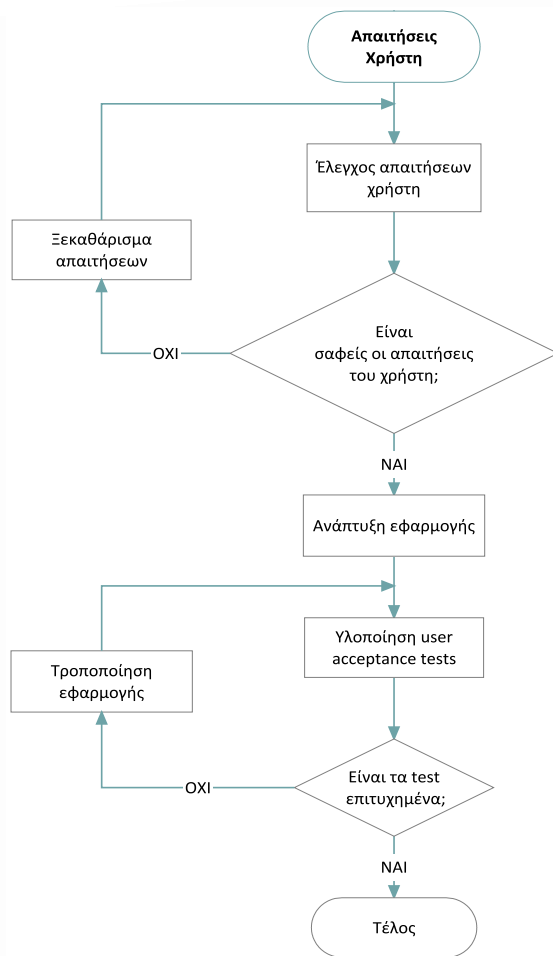 Απαιτήσεις
Χρήστη
Έλεγχος απαιτήσεων
χρήστη
Ξεκαθάρισμα
απαιτήσεων
Είναι
σαφείς οι απαιτήσεις
του χρήστη;
ΟΧΙ
ΝΑΙ
Ανάπτυξη εφαρμογής
Υλοποίηση user
acceptance tests
Τροποποίηση
εφαρμογής
Είναι τα test
επιτυχημένα;
ΟΧΙ
ΝΑΙ
Τέλος